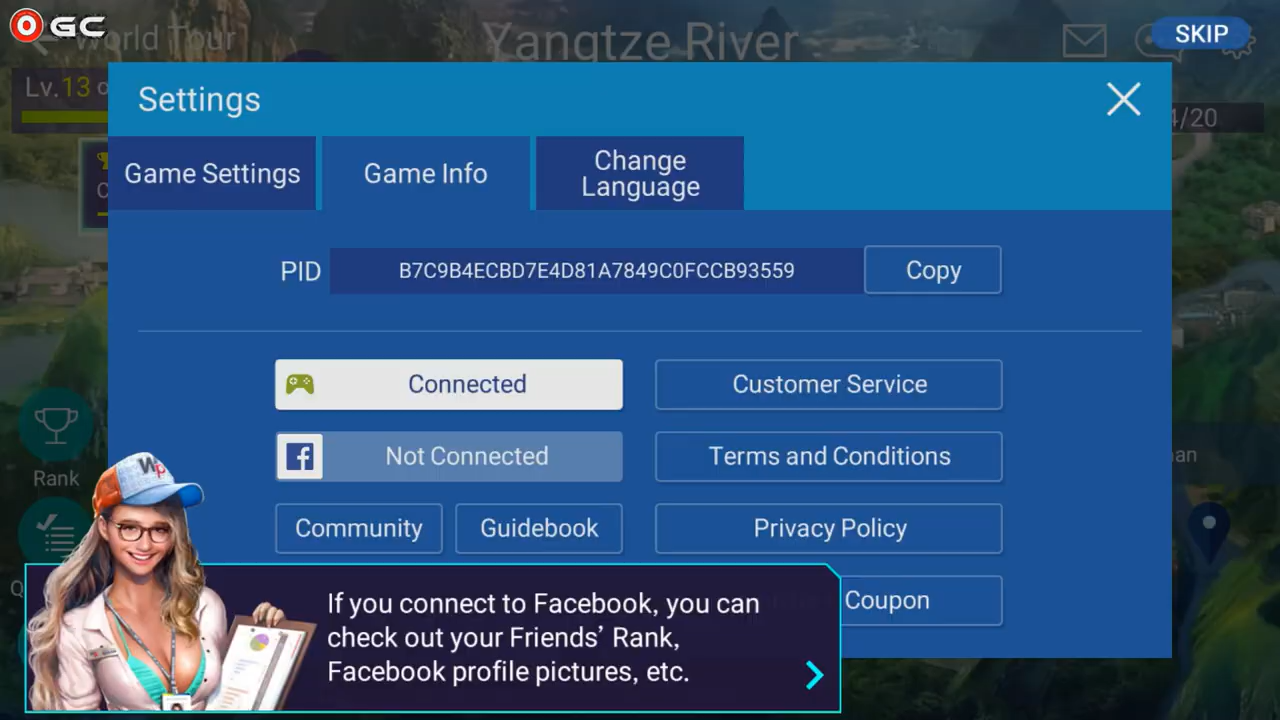 OGC
World Tour
Yangtze River
SKIP
Lv.13
Settings
4/20
Game Settings
Game Info
Change
Language
PID
B7C9B4ECBD7E4D81A7849C0FCCB93559
Copy
Connected
Customer Service
Not Connected
Terms and Conditions
Rank
Community
Guidebook
Privacy Policy
Coupon
Wp
If you connect to Facebook, you can
check out your Friends’ Rank,
Facebook profile pictures, etc.